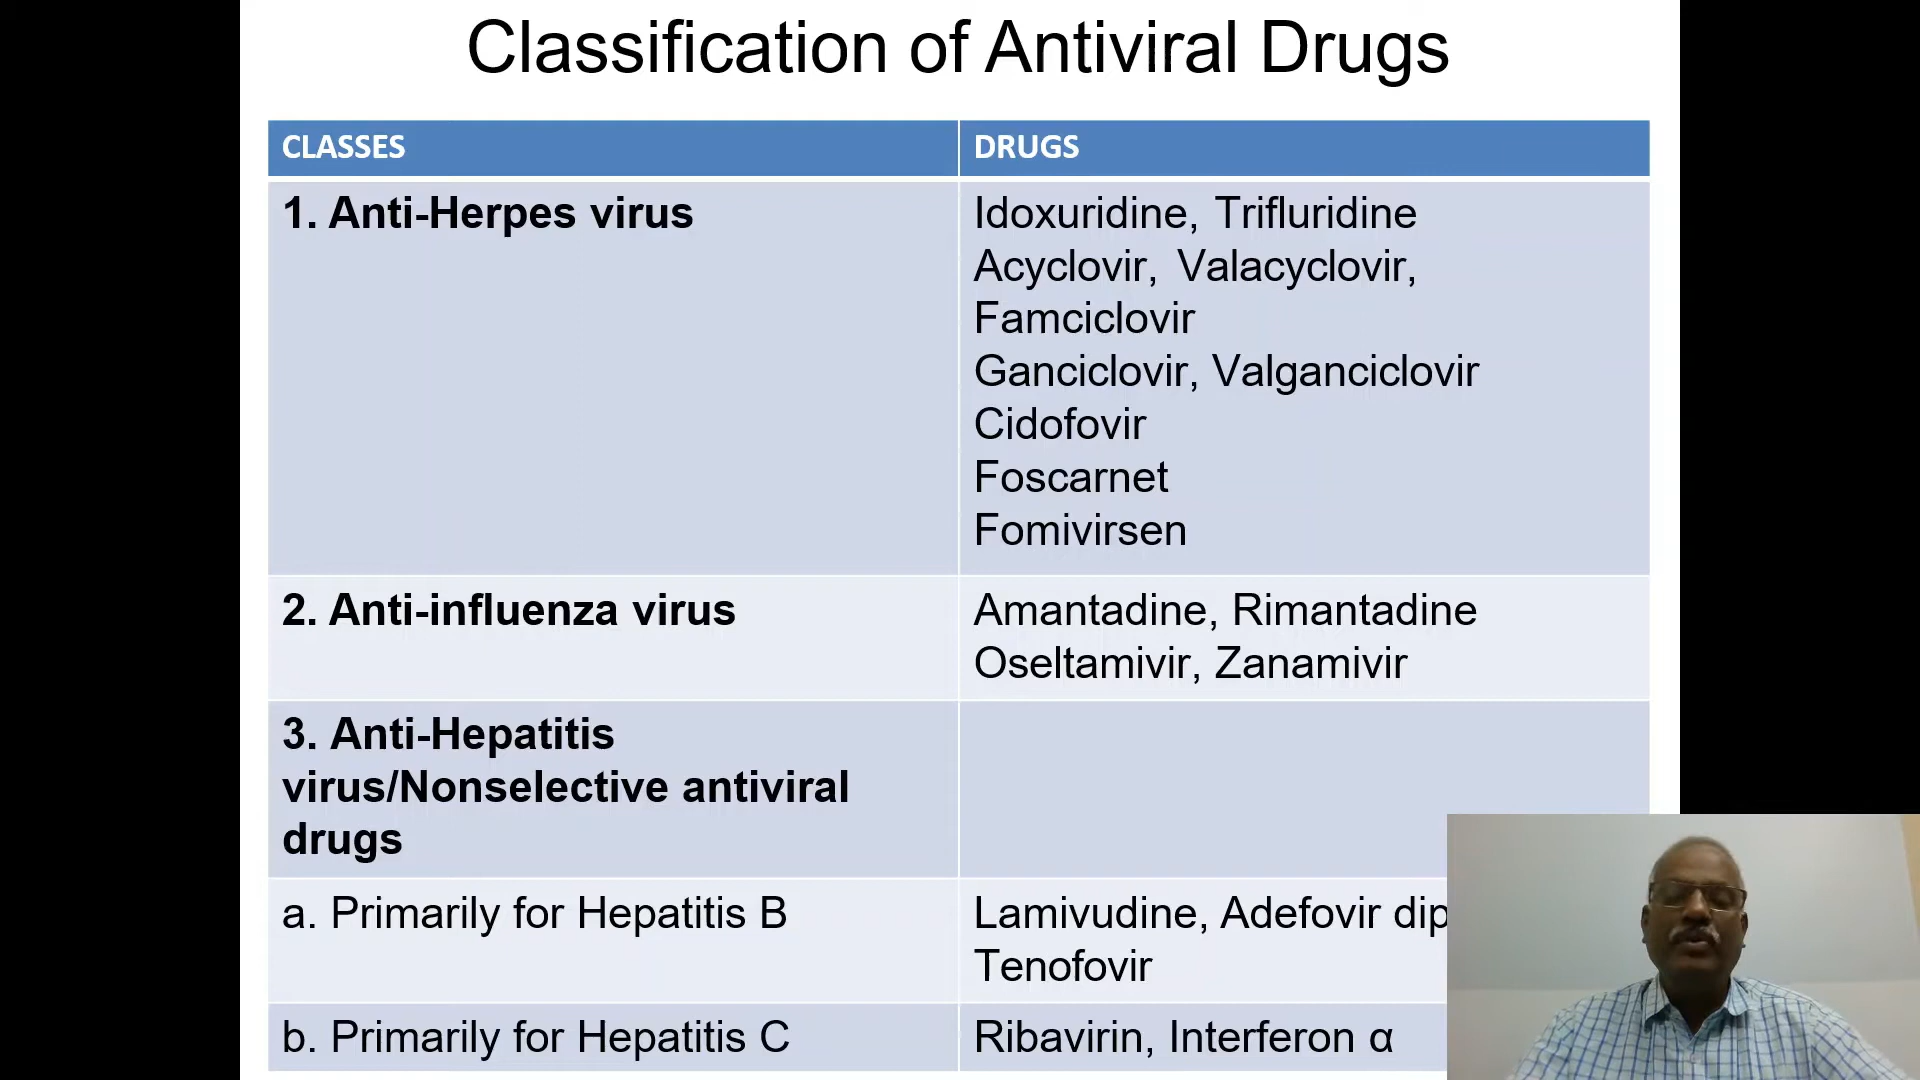 Classification of Antiviral Drugs
CLASSES
DRUGS
1. Anti-Herpes virus
Idoxuridine, Trifluridine
Acyclovir, Valacyclovir,
Famciclovir
Ganciclovir, Valganciclovir
Cidofovir
Foscarnet
Fomivirsen
2. Anti-influenza virus
Amantadine, Rimantadine
Oseltamivir, Zanamivir
3. Anti-Hepatitis
virus/Nonselective antiviral
drugs
a. Primarily for Hepatitis B
Lamivudine, Adefovir dip
Tenofovir
b. Primarily for Hepatitis C
Ribavirin, Interferon α